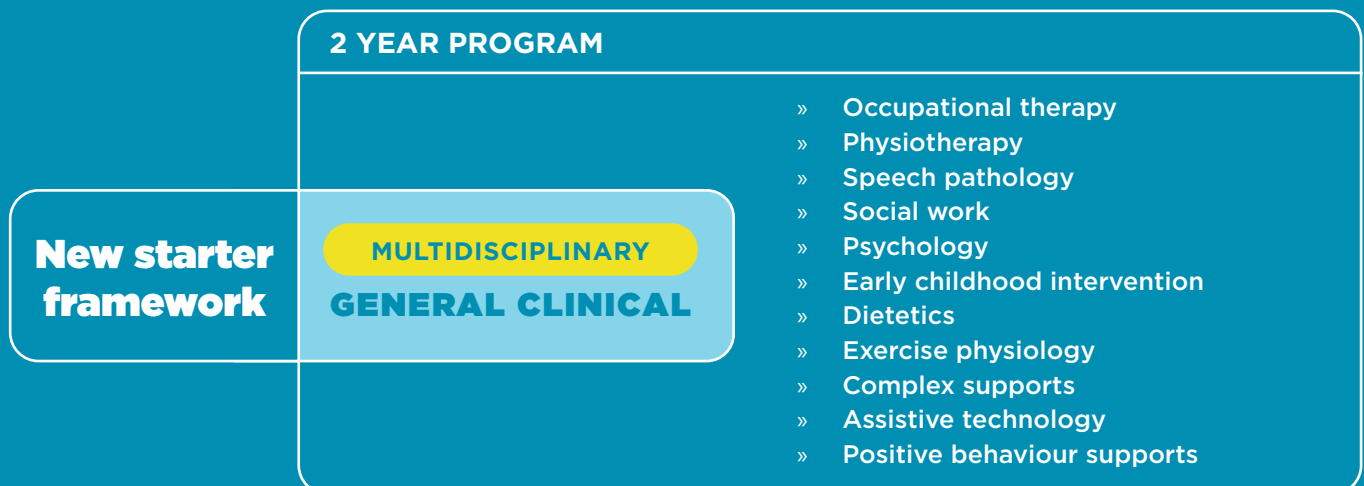 2 YEAR PROGRAM
New starter
framework
MULTIDISCIPLINARY
GENERAL CLINICAL
» Occupational therapy
» Physiotherapy
» Speech pathology
» Social work
» Psychology
» Early childhood intervention
» Dietetics
» Exercise physiology
» Complex supports
» Assistive technology
» Positive behaviour supports